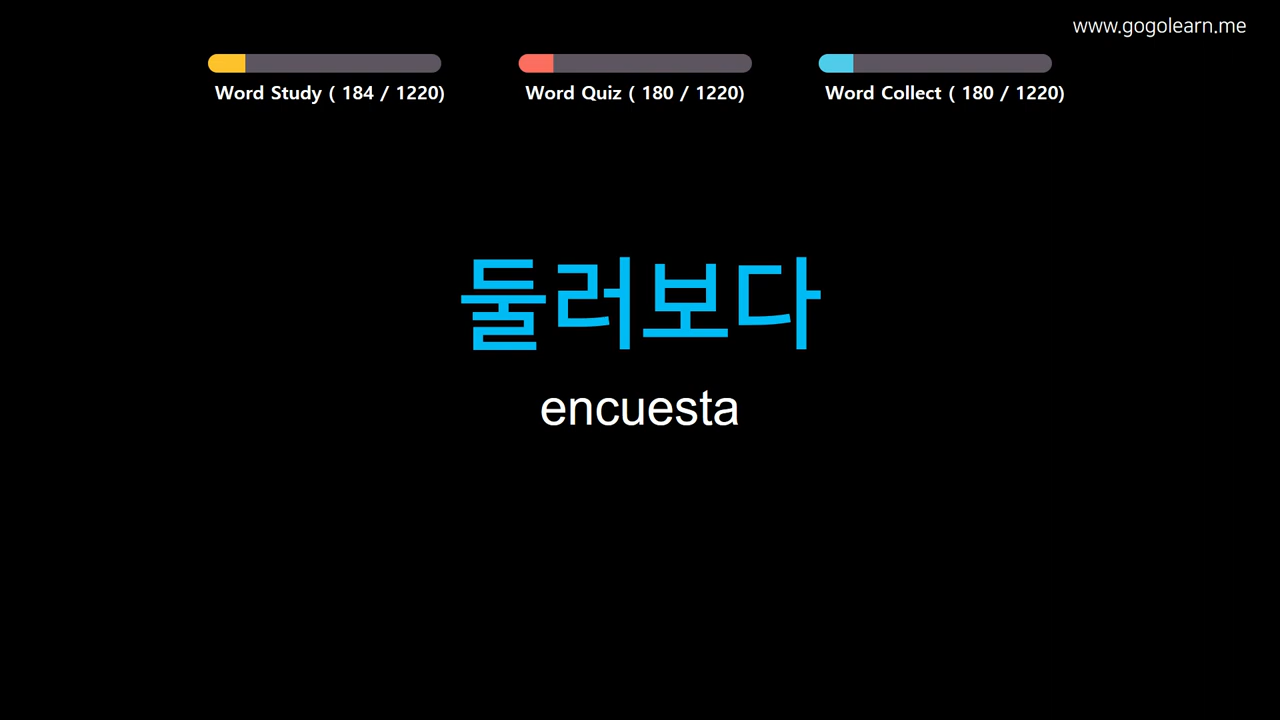 www.gogolearn.me
Word Study ( 184 / 1220)
Word Quiz ( 180 / 1220)
Word Collect ( 180 / 1220)
둘러보다
encuesta